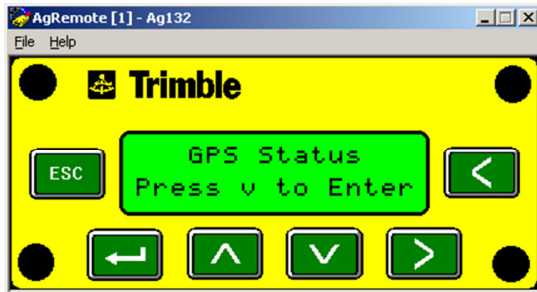 AgRemote [1] - Ag132
File Help
Trimble
ESC
GPS Status
Press v to Enter